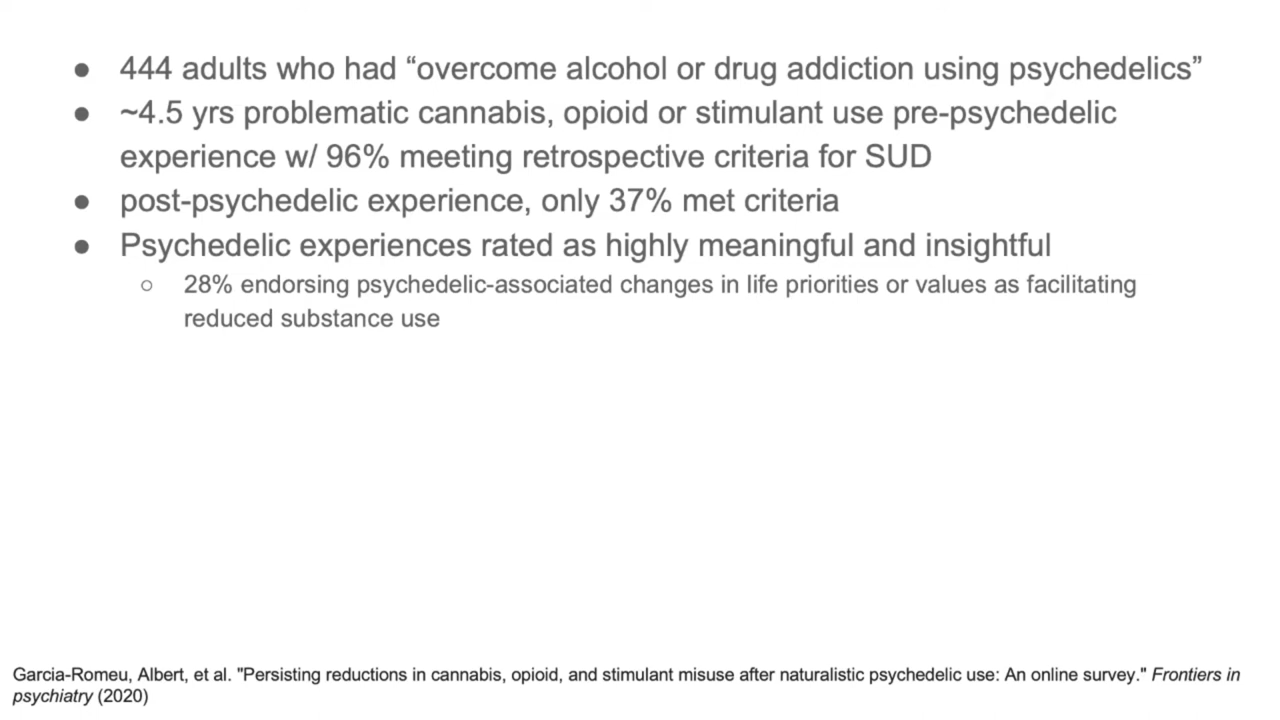 ● 444 adults who had “overcome alcohol or drug addiction using psychedelics”
● ~4.5 yrs problematic cannabis, opioid or stimulant use pre-psychedelic
experience w/ 96% meeting retrospective criteria for SUD
● post-psychedelic experience, only 37% met criteria
● Psychedelic experiences rated as highly meaningful and insightful
○ 28% endorsing psychedelic-associated changes in life priorities or values as facilitating
reduced substance use
Garcia-Romeu, Albert, et al. "Persisting reductions in cannabis, opioid, and stimulant misuse after naturalistic psychedelic use: An online survey." Frontiers in
psychiatry (2020)